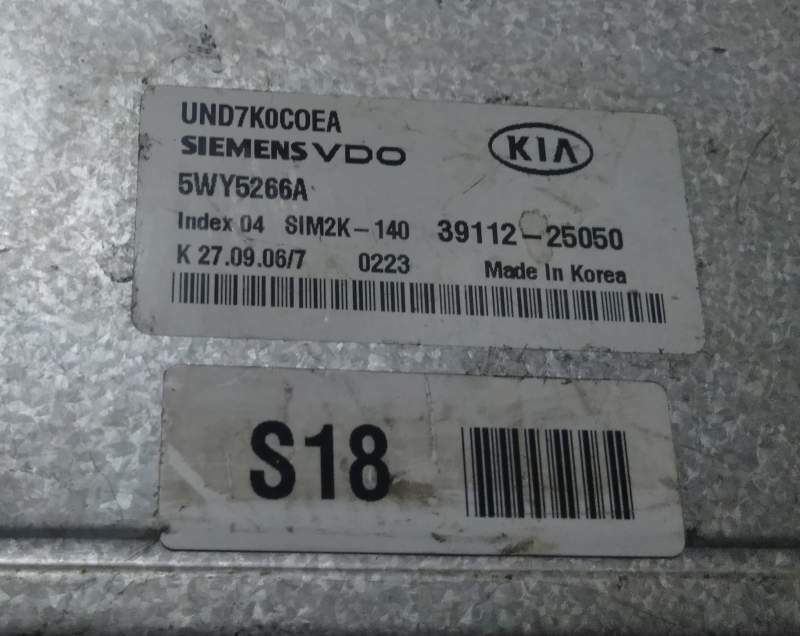 UND7K0C0EA
SIEMENS VDO KIA
5WY5266A
Index 04 SIM2K-140 39112-25050
K 27.09.06/7 0223 Made In Korea
S18